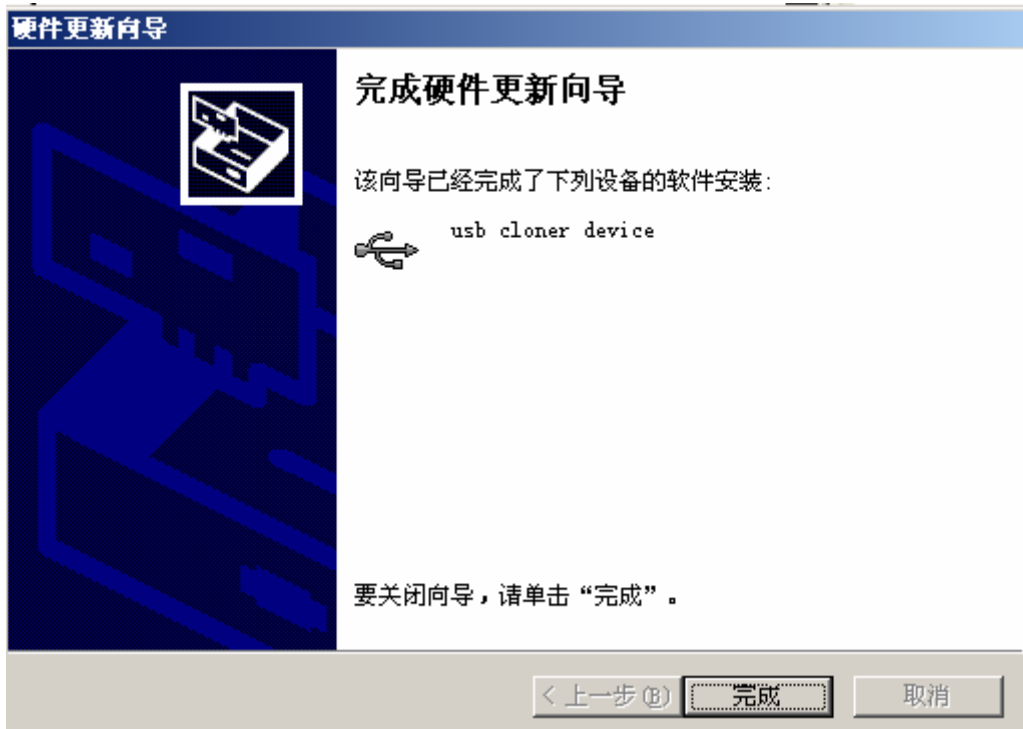 硬件更新向导
完成硬件更新向导
该向导已经完成了下列设备的软件安装:
usb cloner device
要关闭向导,请单击“完成”。
< 上一步(B)
完成
取消